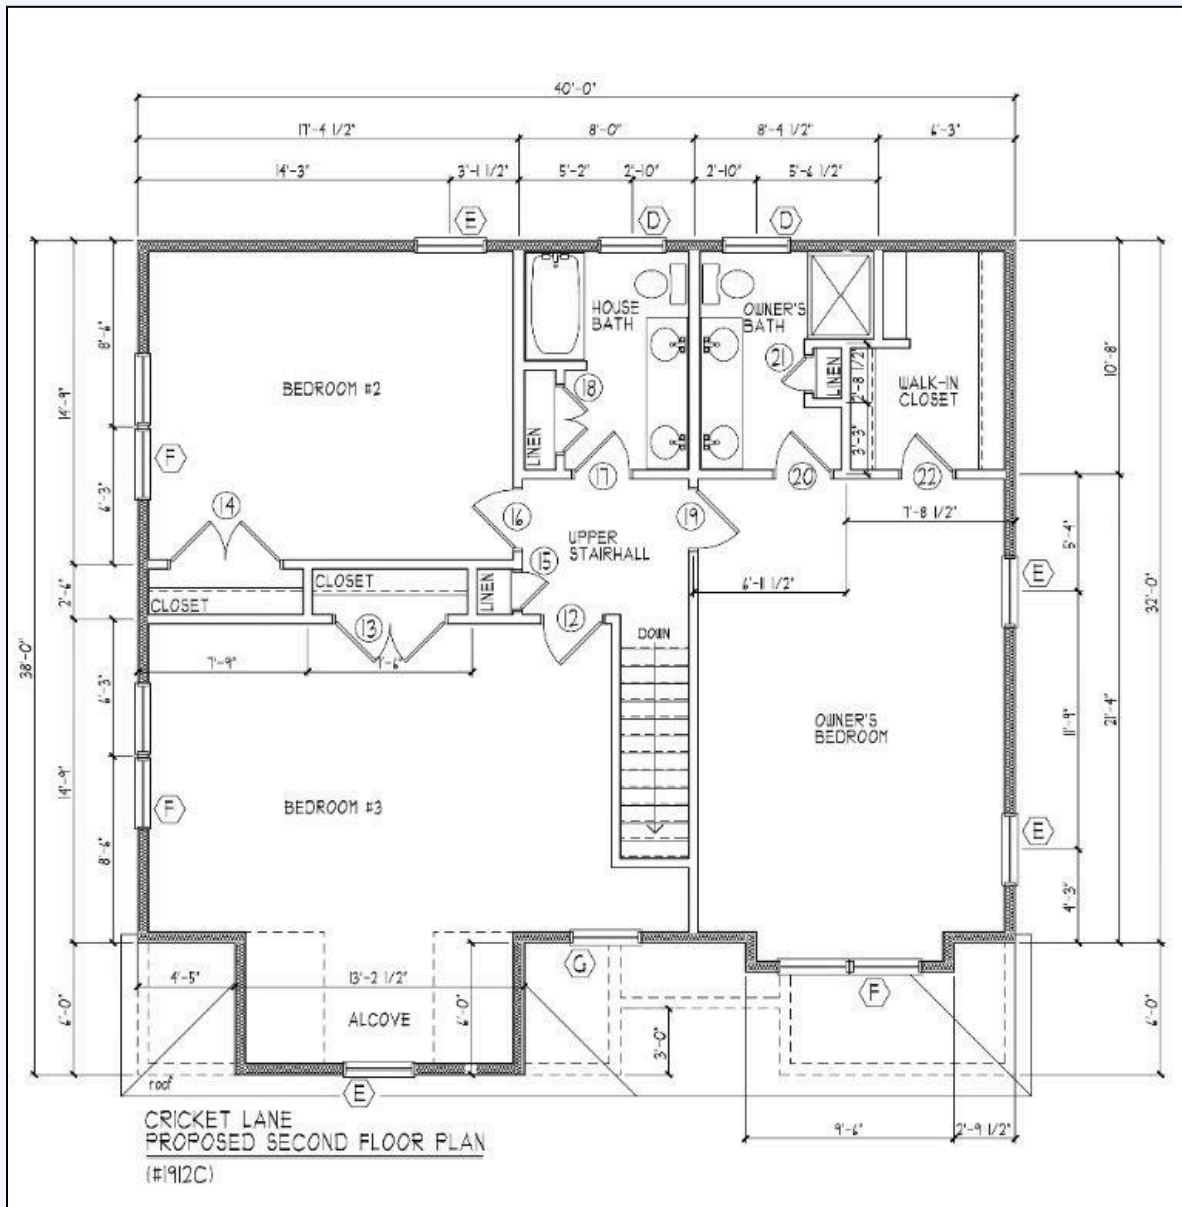 40'-0"
17'-4 1/2"
8'-0"
8'-4 1/2"
6'-3"
14'-3"
3'-1 1/2"
5'-2"
2'-10"
2'-10"
5'-6 1/2"
E
D
D
HOUSE
BATH
OWNER'S
BATH
21
LINEN
2'-8 1/2"
3'-3"
WALK-IN
CLOSET
10'-8"
8'-6"
14'-9"
BEDROOM #2
18
LINEN
F
6'-3"
14
16
17
19
20
22
7'-8 1/2"
5'-4"
UPPER
STAIRHALL
15
LINEN
CLOSET
CLOSET
2'-6"
6'-11 1/2"
E
32'-0"
38'-0"
13
12
DOWN
7'-9"
7'-6"
6'-3"
14'-9"
OWNER'S
BEDROOM
11'-9"
21'-4"
BEDROOM #3
F
E
8'-6"
4'-3"
G
F
4'-5"
13'-2 1/2"
6'-0"
6'-0"
ALCOVE
3'-0"
6'-0"
roof
E
CRICKET LANE
PROPOSED SECOND FLOOR PLAN
(#1912C)
9'-6"
2'-9 1/2"